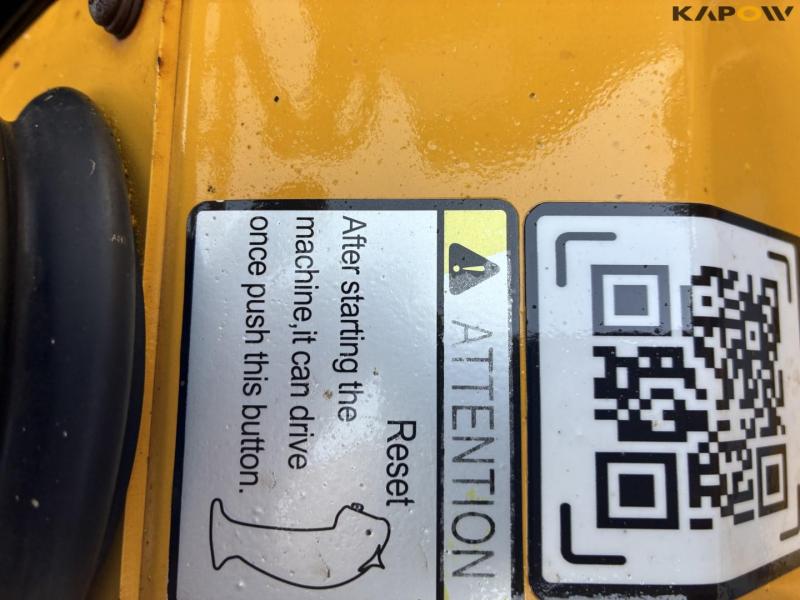 KAPOW
ATTENTION
Reset
After starting the
machine,it can drive
once push this button.